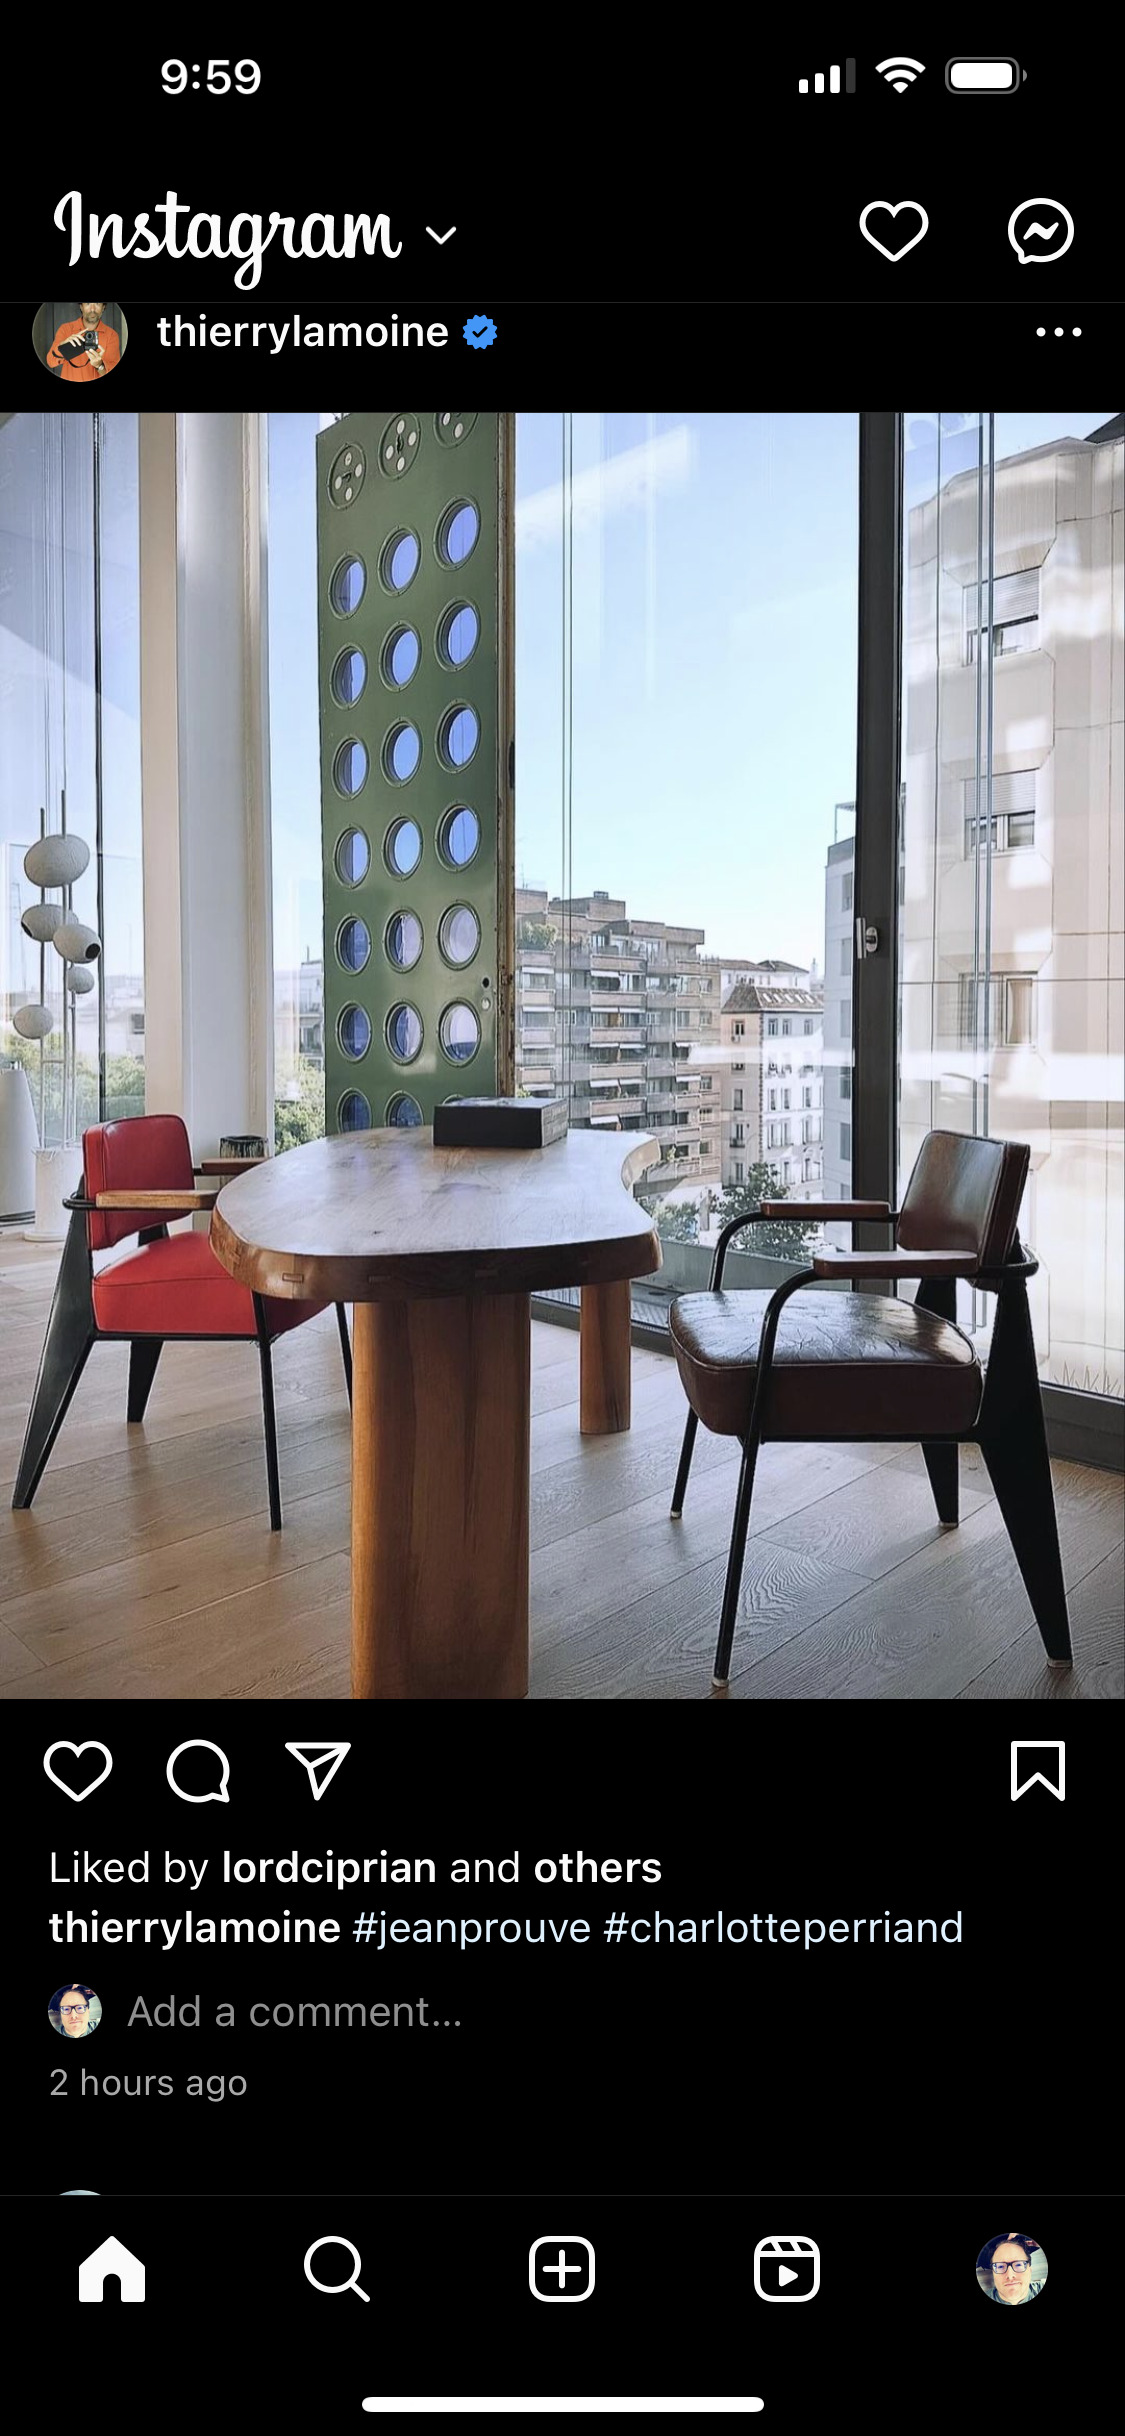 9:59
Instagram
thierrylamoine
Liked by lordciprian and others
thierrylamoine #jeanprouve #charlotteperriand
Add a comment...
2 hours ago